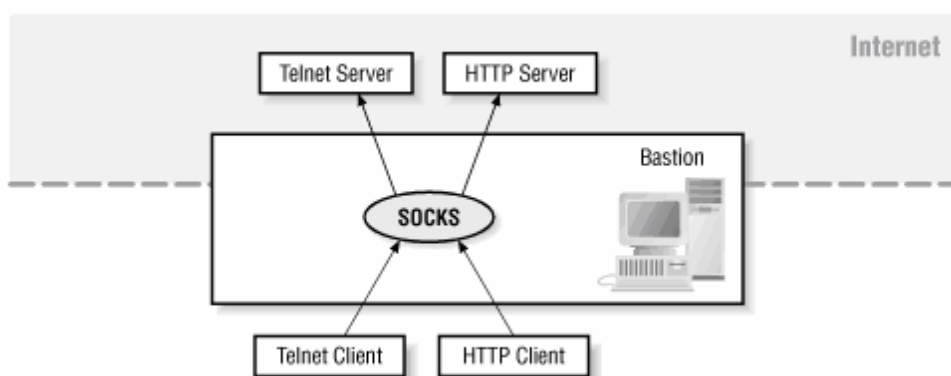 Internet
Telnet Server
HTTP Server
Bastion
SOCKS
Telnet Client
HTTP Client